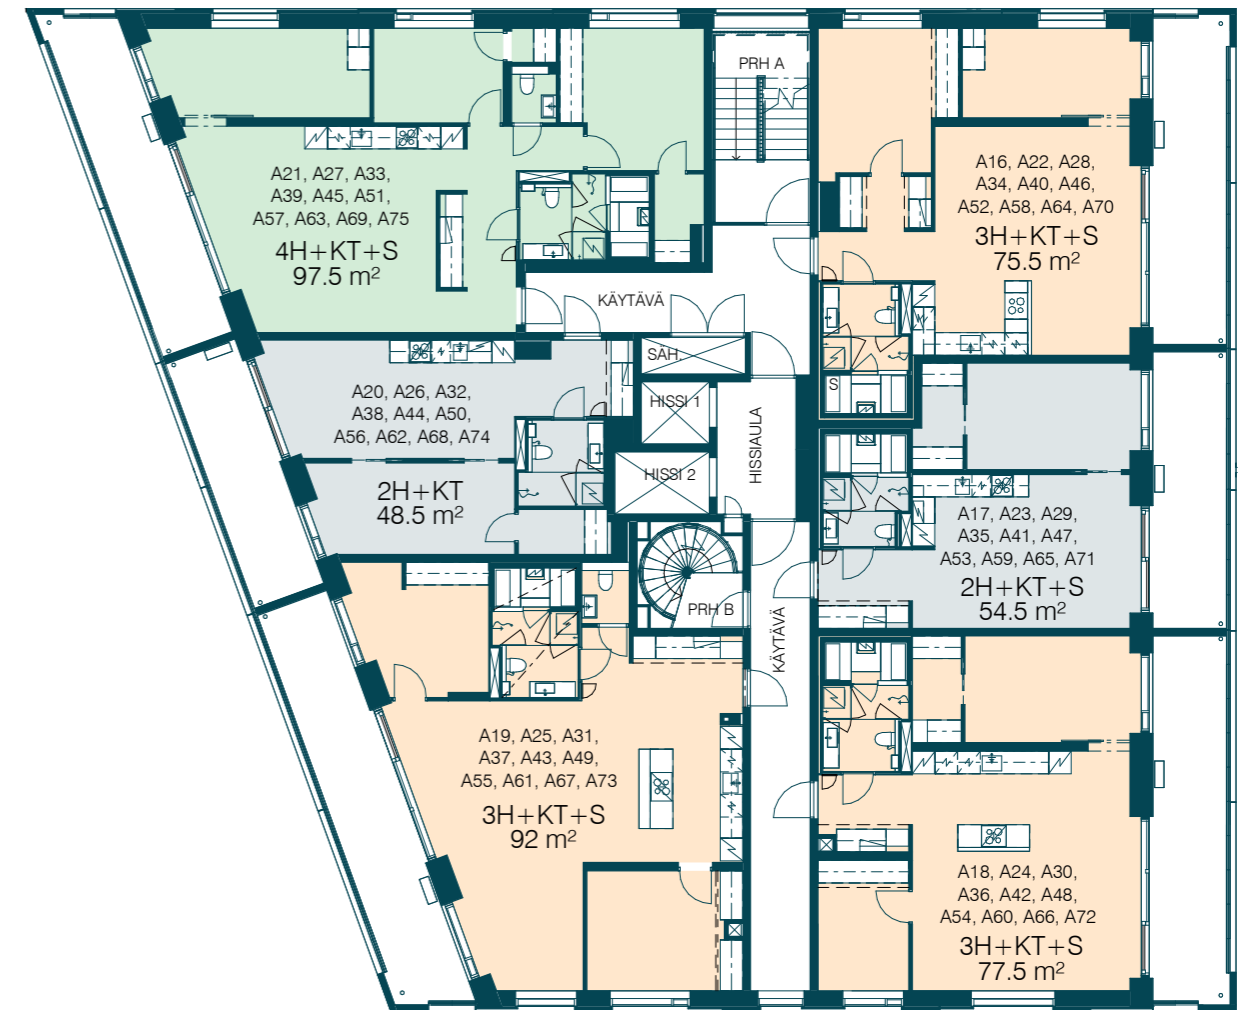 PRH A
A21, A27, A33,
A39, A45, A51,
A57, A63, A69, A75
4H+KT+S
97.5 m²
A16, A22, A28,
A34, A40, A46,
A52, A58, A64, A70
3H+KT+S
75.5 m²
KÄYTÄVÄ
SÄH.
S
A20, A26, A32,
A38, A44, A50,
A56, A62, A68, A74
2H+KT
48.5 m²
HISSI 1
HISSI 2
HISSIAULA
A17, A23, A29,
A35, A41, A47,
A53, A59, A65, A71
2H+KT+S
54.5 m²
PRH B
KÄYTÄVÄ
A19, A25, A31,
A37, A43, A49,
A55, A61, A67, A73
3H+KT+S
92 m²
A18, A24, A30,
A36, A42, A48,
A54, A60, A66, A72
3H+KT+S
77.5 m²